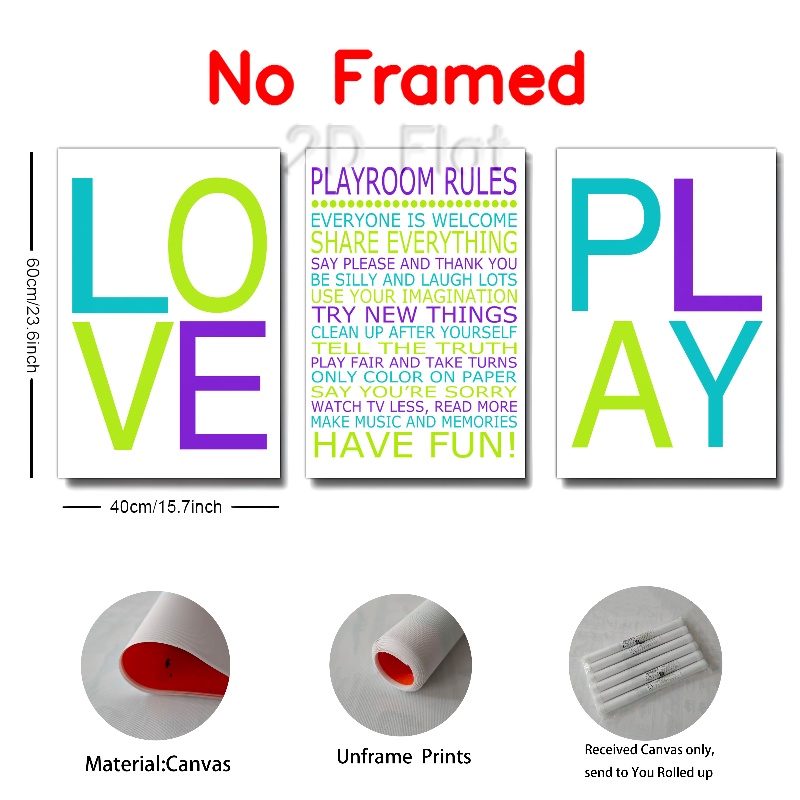 No Framed
2D Flat
60cm/23.6inch
LO
VE
PLAYROOM RULES
EVERYONE IS WELCOME
SHARE EVERYTHING
SAY PLEASE AND THANK YOU
BE SILLY AND LAUGH LOTS
USE YOUR IMAGINATION
TRY NEW THINGS
CLEAN UP AFTER YOURSELF
TELL THE TRUTH
PLAY FAIR AND TAKE TURNS
ONLY COLOR ON PAPER
SAY YOU'RE SORRY
WATCH TV LESS, READ MORE
MAKE MUSIC AND MEMORIES
HAVE FUN!
PL
AY
40cm/15.7inch
Material:Canvas
Unframe Prints
Received Canvas only,
send to You Rolled up